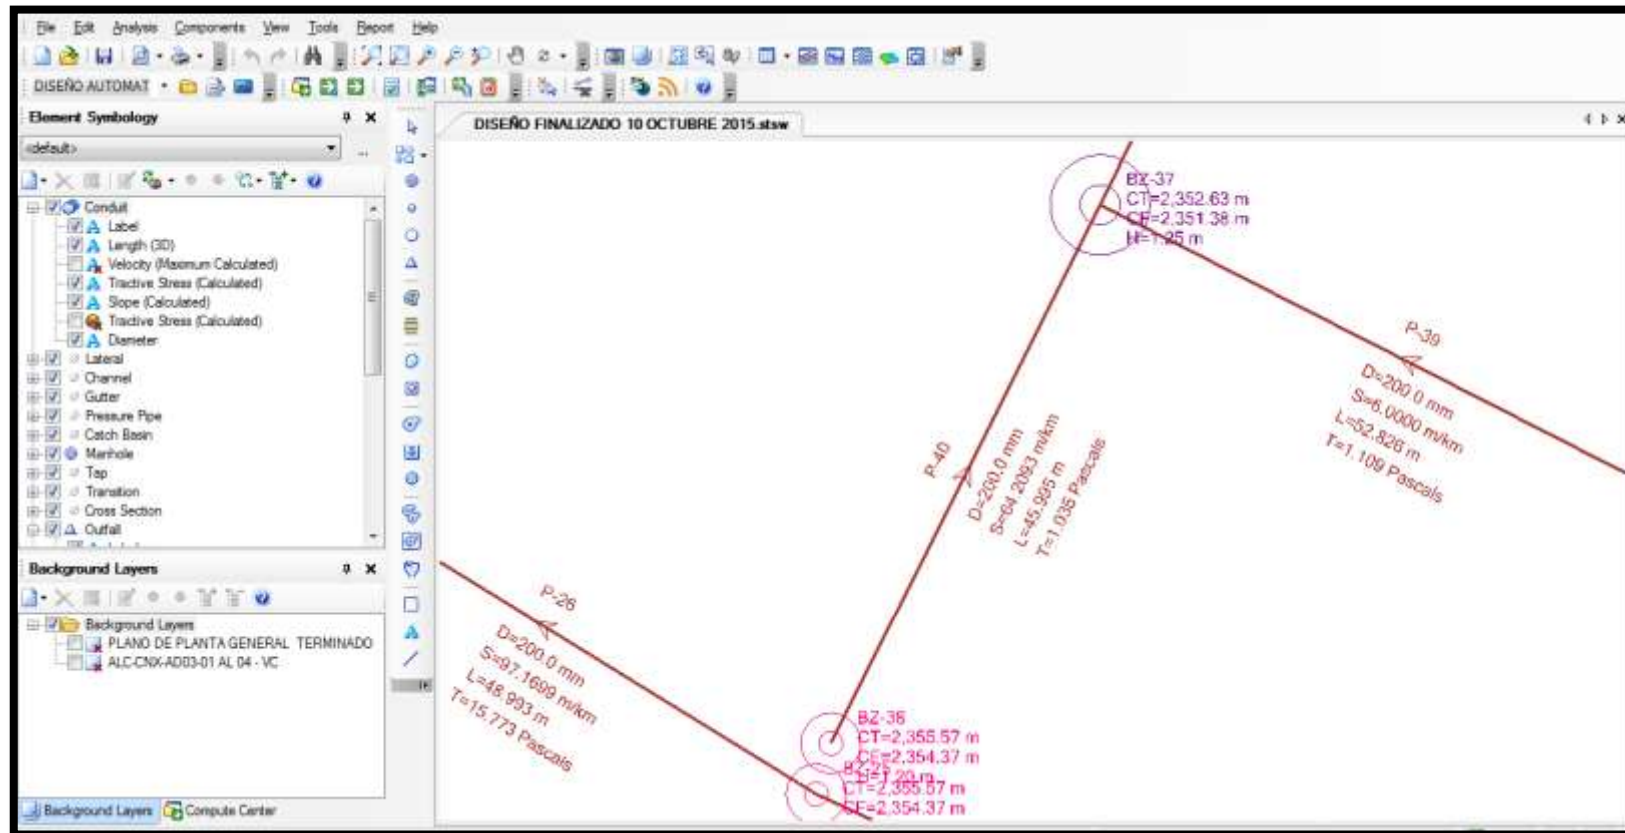 File Edit Analysis Components View Tools Report Help
DISEÑO AUTOMAT
Element Symbology
<default>
Conduit
Label
Length (3D)
Velocity (Maximum Calculated)
Tractive Stress (Calculated)
Slope (Calculated)
Tractive Stress (Calculated)
Diameter
Lateral
Channel
Gutter
Pressure Pipe
Catch Basin
Manhole
Tap
Transition
Cross Section
Outfall
Background Layers
Background Layers
PLANO DE PLANTA GENERAL TERMINADO
ALC-CNX-AD03-01 AL 04 - VC
Background Layers Compute Center
DISEÑO FINALIZADO 10 OCTUBRE 2015.stsw
BZ-37
CT=2,352.63 m
CF=2,351.38 m
H=1.25 m
P-39
D=200.0 mm
S=6.0000 m/km
L=52.826 m
T=1.109 Pascals
P-40
D=200.0 mm
S=64.2093 m/km
L=45.995 m
T=1.035 Pascals
P-26
D=200.0 mm
S=97.1699 m/km
L=48.993 m
T=15.773 Pascals
BZ-36
CT=2,355.57 m
CF=2,354.37 m
H=1.20 m
CT=2,355.57 m
CF=2,354.37 m